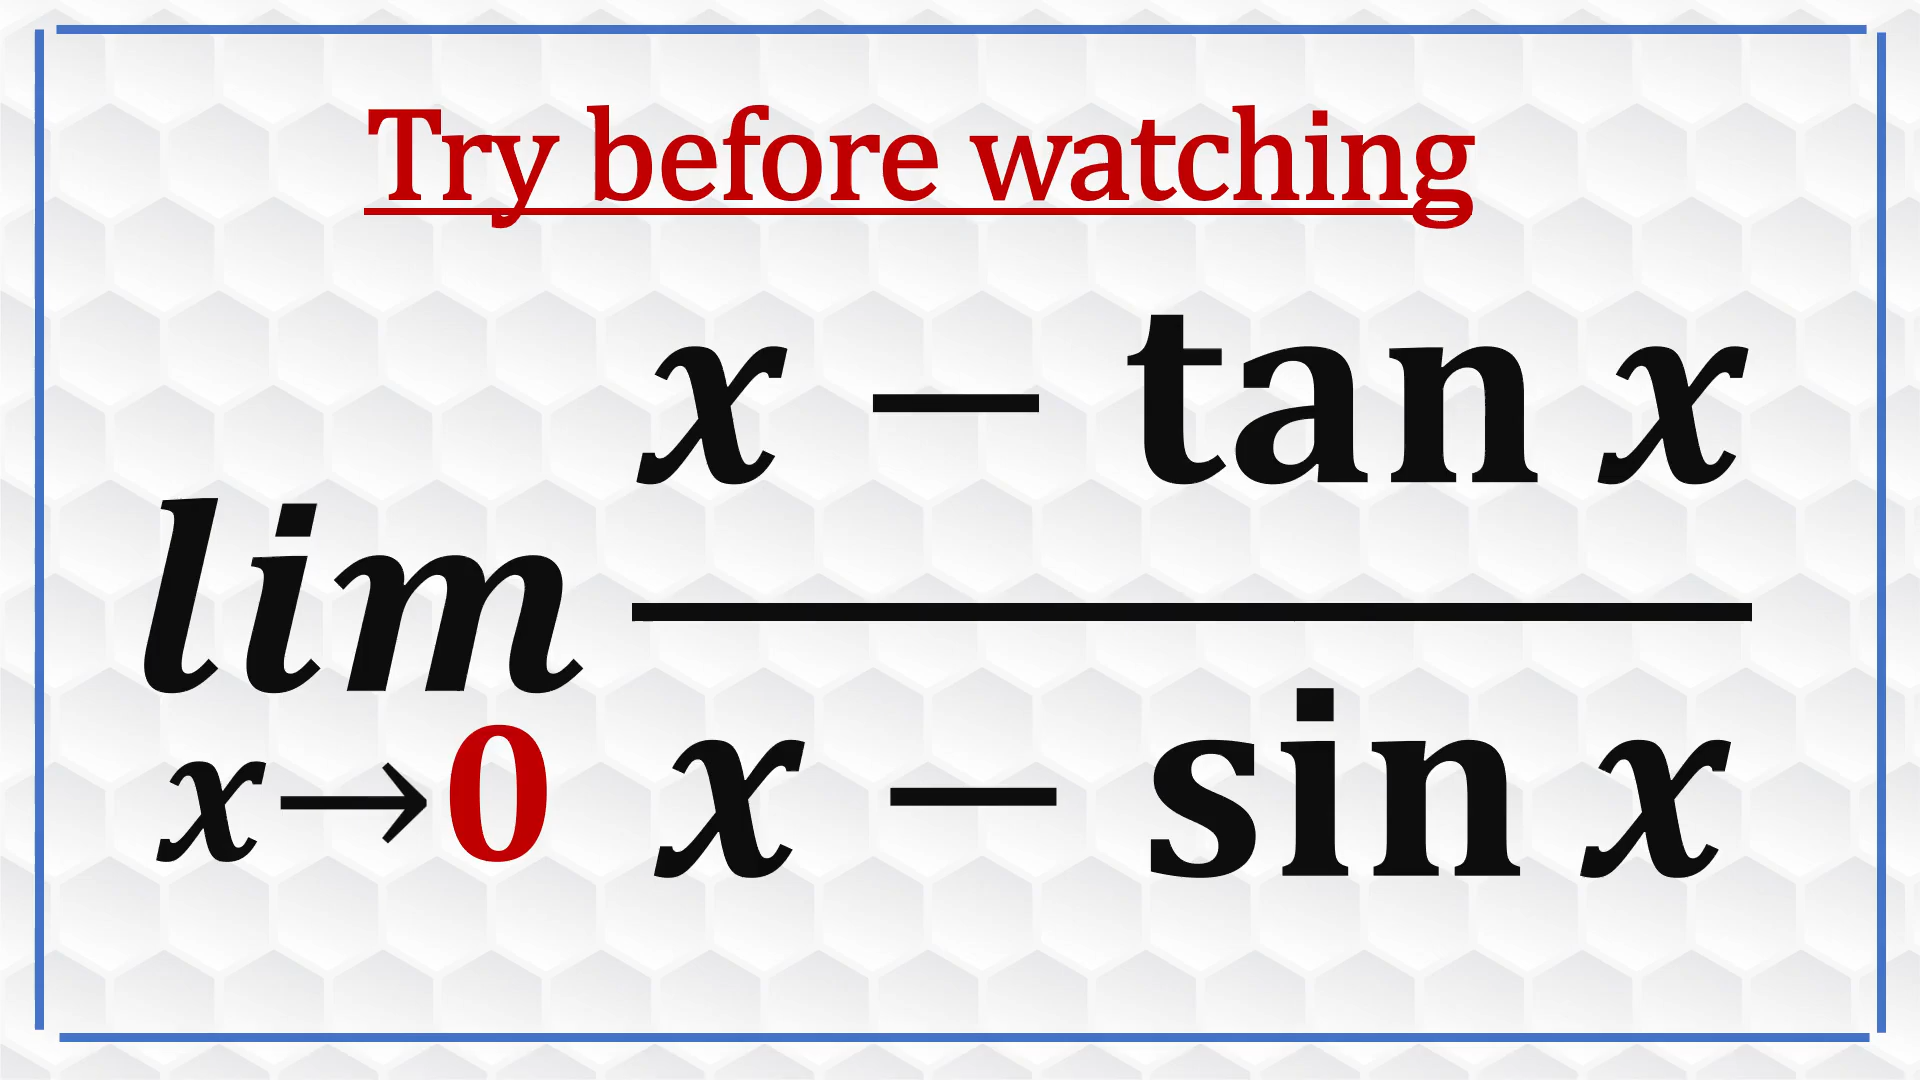 Try before watching
x − tan x
lim
x→0 x − sin x